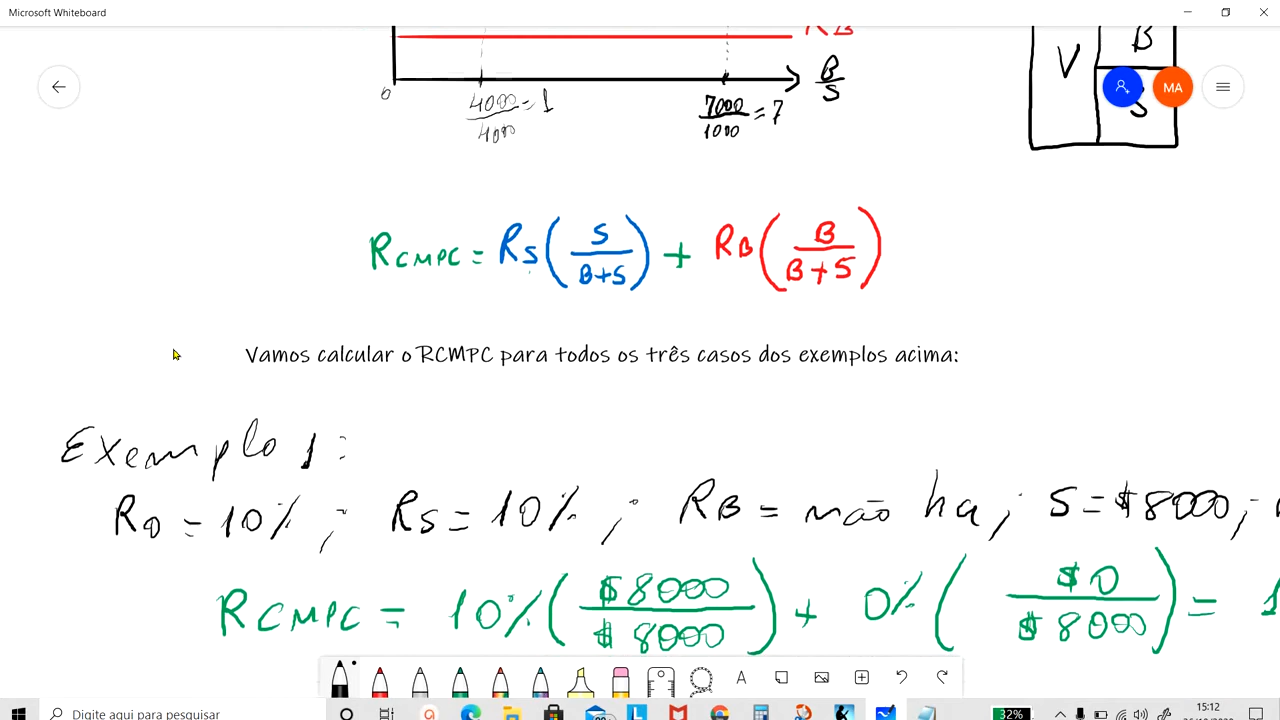 Microsoft Whiteboard
RB
B/S
0
4000/4000 = 1
7000/1000 = 7
V
B
S
MA
RCMPC = RS(S/(B+S)) + RB(B/(B+S))
Vamos calcular o RCMPC para todos os três casos dos exemplos acima:
Exemplo 1:
R0 = 10% ; RS = 10% ; RB = não ha; S = $8000;
RCMPC = 10%($8000/$8000) + 0%($0/$8000) = 1
A
Digite aqui para pesquisar
32%
15:12